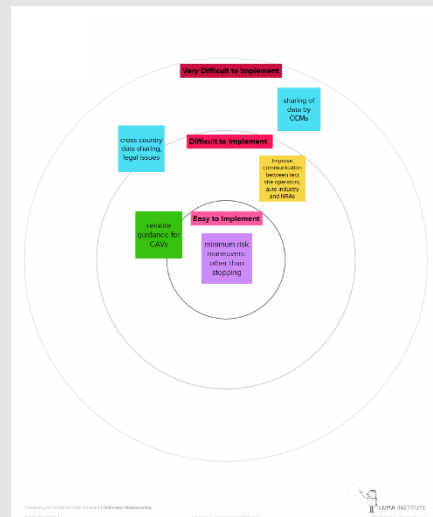 Very Difficult to Implement
sharing of
data by
OEMs
cross country
data sharing,
legal issues
Difficult to Implement
Improve
communication
between test
site operators,
auto industry
and NRAs
Easy to Implement
remote
guidance for
CAVs
minimum risk
maneuvers:
other than
stopping
LUMA INSTITUTE